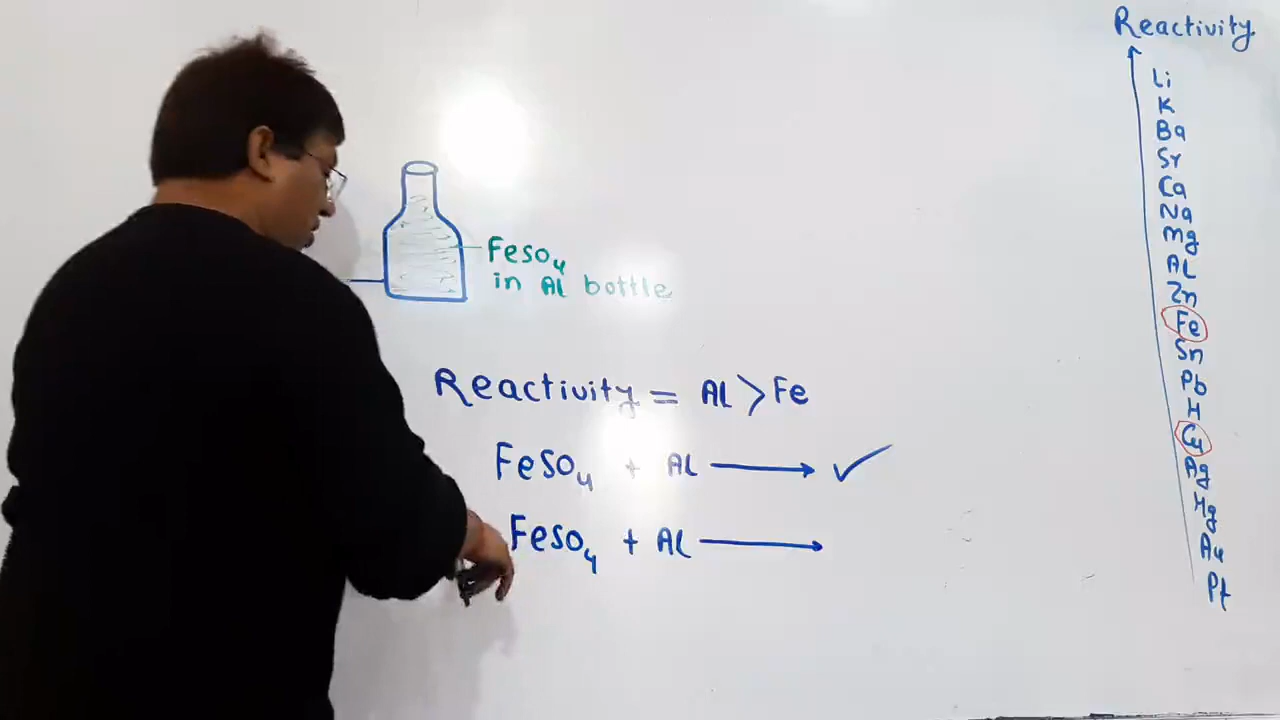 Reactivity
Li
K
Ba
Sr
Ca
Na
Mg
Al
Zn
Fe
Sn
Pb
H
Cu
Ag
Hg
Au
Pt
Feso₄
in Al bottle
Reactivity = Al > Fe
FeSO₄ + Al ⟶ ✓
FeSO₄ + Al ⟶